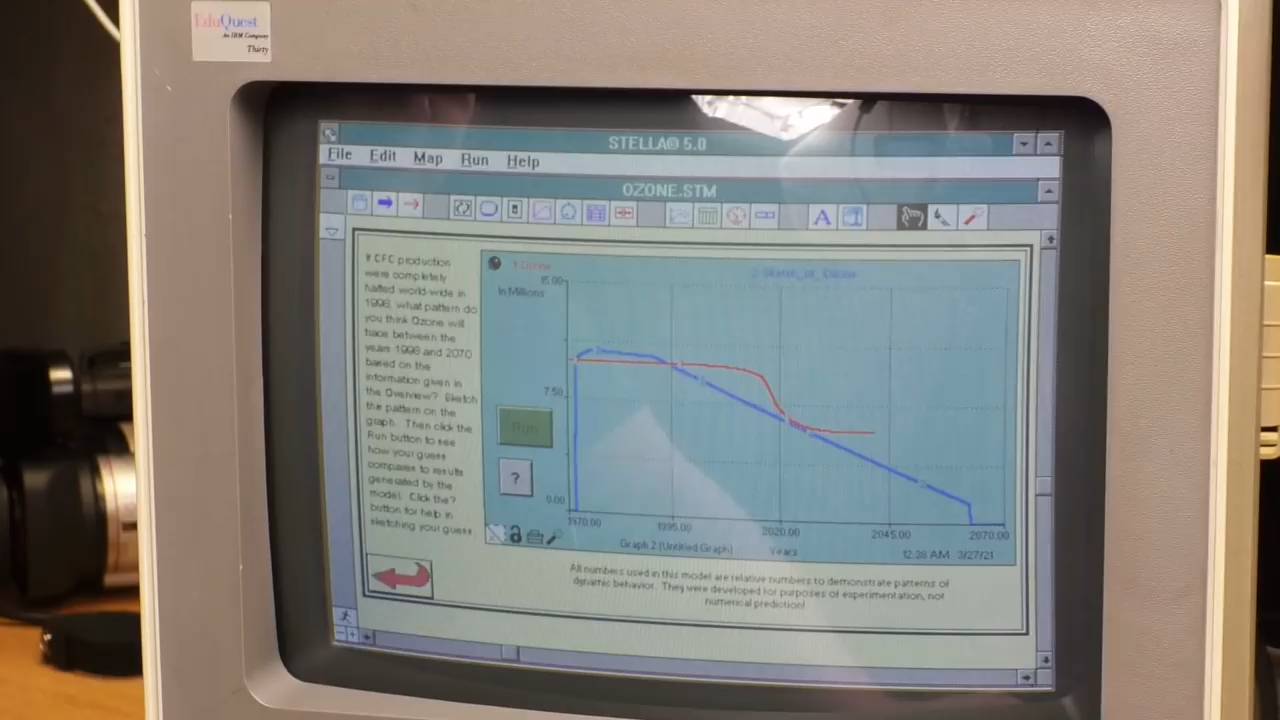 EduQuest
An IBM Company
Thirty
STELLA® 5.0
File Edit Map Run Help
OZONE.STM
A
If CFC production
were completely
halted world-wide in
1998, what pattern do
you think Ozone will
trace between the
years 1998 and 2070
based on the
information given in
the Overview? Sketch
this pattern on the
graph. Then click the
Run button to see
how your guess
compares to results
generated by the
model. Click the ?
button for help in
sketching your guess
1: Ozone
2: Sketch_of_Ozone
15.00
In Millions
7.50
0.00
Run
?
1970.00 1995.00 2020.00 2045.00 2070.00
Graph 2 (Untitled Graph) Years 12:38 AM 3/27/21
All numbers used in this model are relative numbers to demonstrate patterns of
dynamic behavior. They were developed for purposes of experimentation, not
numerical prediction!